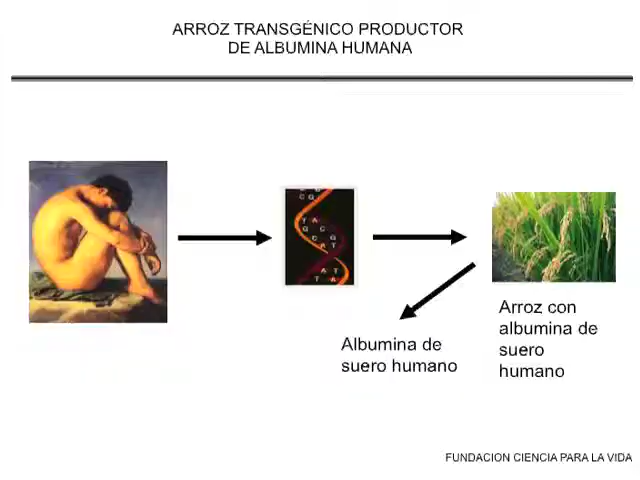 ARROZ TRANSGÉNICO PRODUCTOR
DE ALBUMINA HUMANA
Arroz con
albumina de
suero
humano
Albumina de
suero humano
FUNDACION CIENCIA PARA LA VIDA